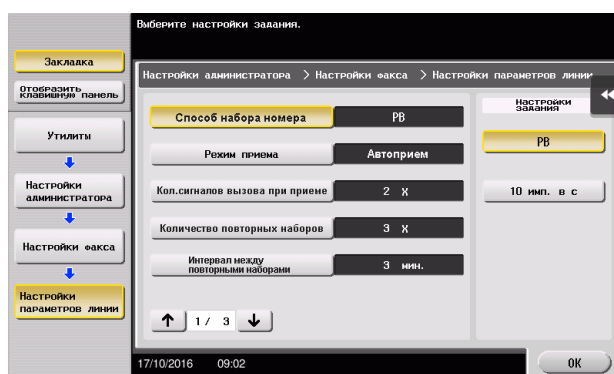 Выберите настройки задания.
Закладка
Отобразить
клавишную панель
Утилиты
Настройки
администратора
Настройки факса
Настройки
параметров линии
Настройки администратора > Настройки факса > Настройки параметров линии
Способ набора номера PB
Режим приема Автоприем
Кол.сигналов вызова при приеме 2 X
Количество повторных наборов 3 X
Интервал между
повторными наборами 3 мин.
↑ 1/ 3 ↓
Настройки
задания
PB
10 имп. в с
17/10/2016 09:02
OK